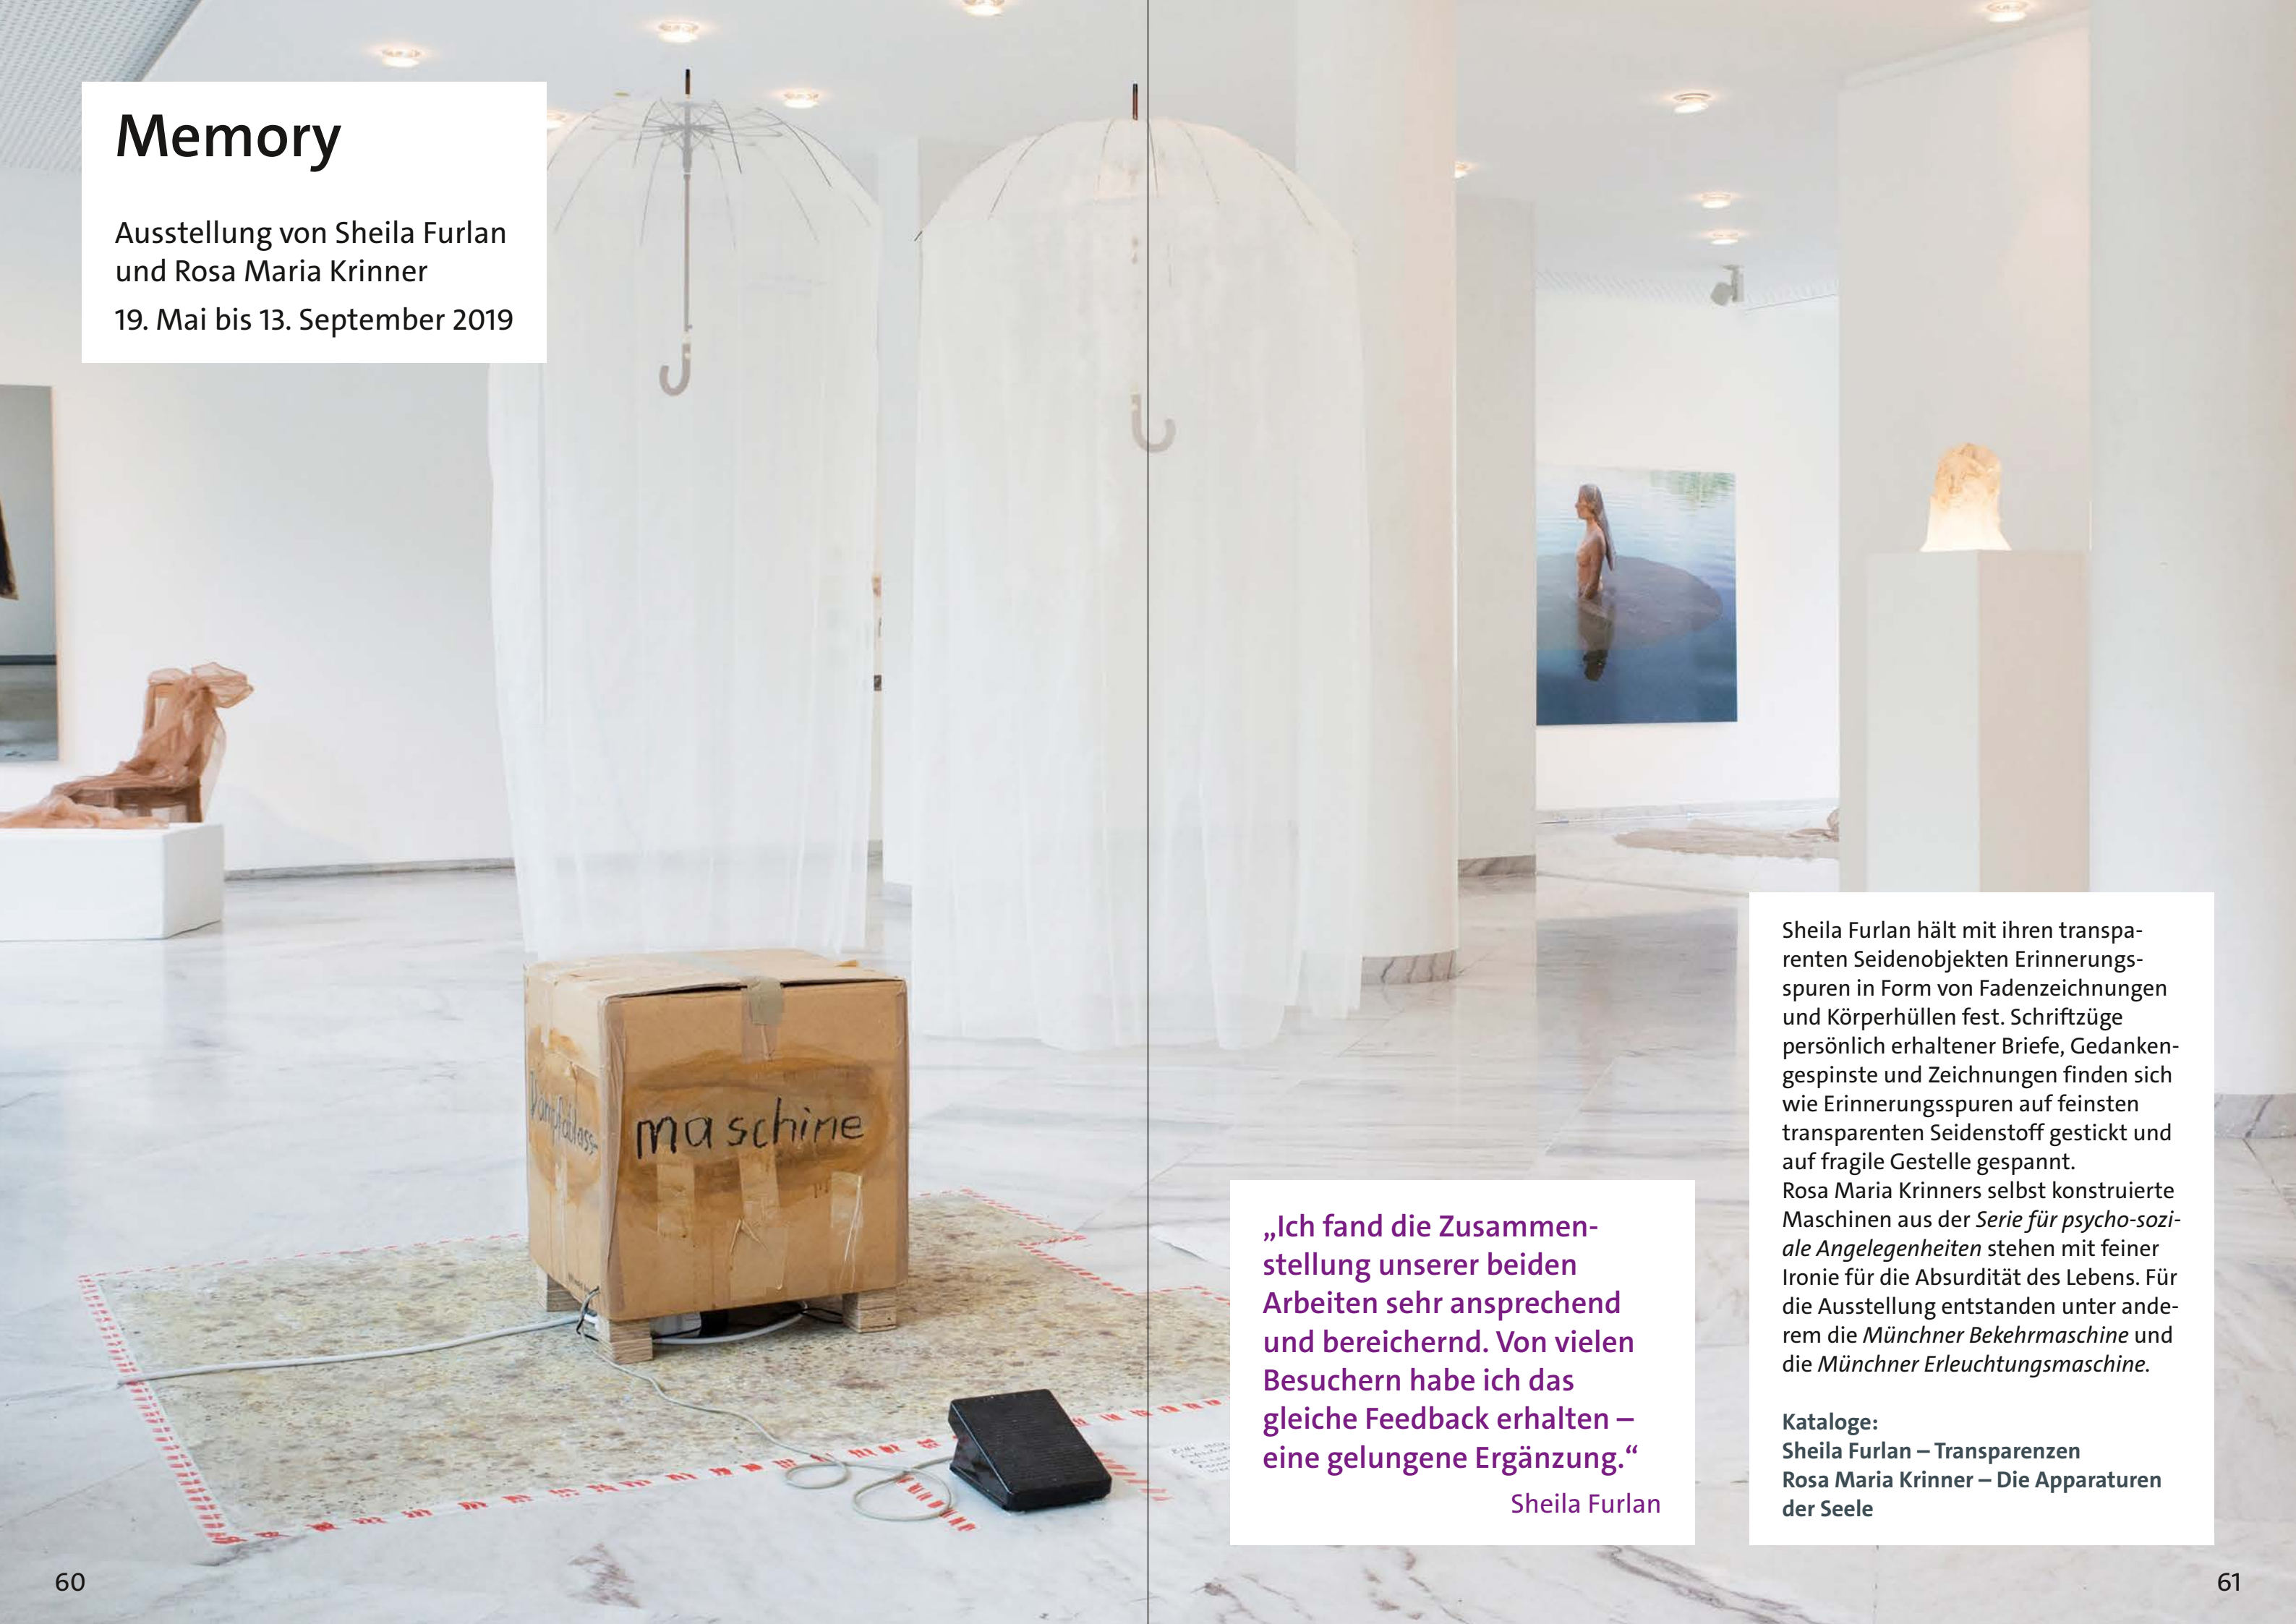 Memory
Ausstellung von Sheila Furlan
und Rosa Maria Krinner
19. Mai bis 13. September 2019
Dampfablass-
maschine
„Ich fand die Zusammen-
stellung unserer beiden
Arbeiten sehr ansprechend
und bereichernd. Von vielen
Besuchern habe ich das
gleiche Feedback erhalten –
eine gelungene Ergänzung.“
Sheila Furlan
Sheila Furlan hält mit ihren transpa-
renten Seidenobjekten Erinnerungs-
spuren in Form von Fadenzeichnungen
und Körperhüllen fest. Schriftzüge
persönlich erhaltener Briefe, Gedanken-
gespinste und Zeichnungen finden sich
wie Erinnerungsspuren auf feinsten
transparenten Seidenstoff gestickt und
auf fragile Gestelle gespannt.
Rosa Maria Krinners selbst konstruierte
Maschinen aus der Serie für psycho-sozi-
ale Angelegenheiten stehen mit feiner
Ironie für die Absurdität des Lebens. Für
die Ausstellung entstanden unter ande-
rem die Münchner Bekehrmaschine und
die Münchner Erleuchtungsmaschine.
Kataloge:
Sheila Furlan – Transparenzen
Rosa Maria Krinner – Die Apparaturen
der Seele
60
61